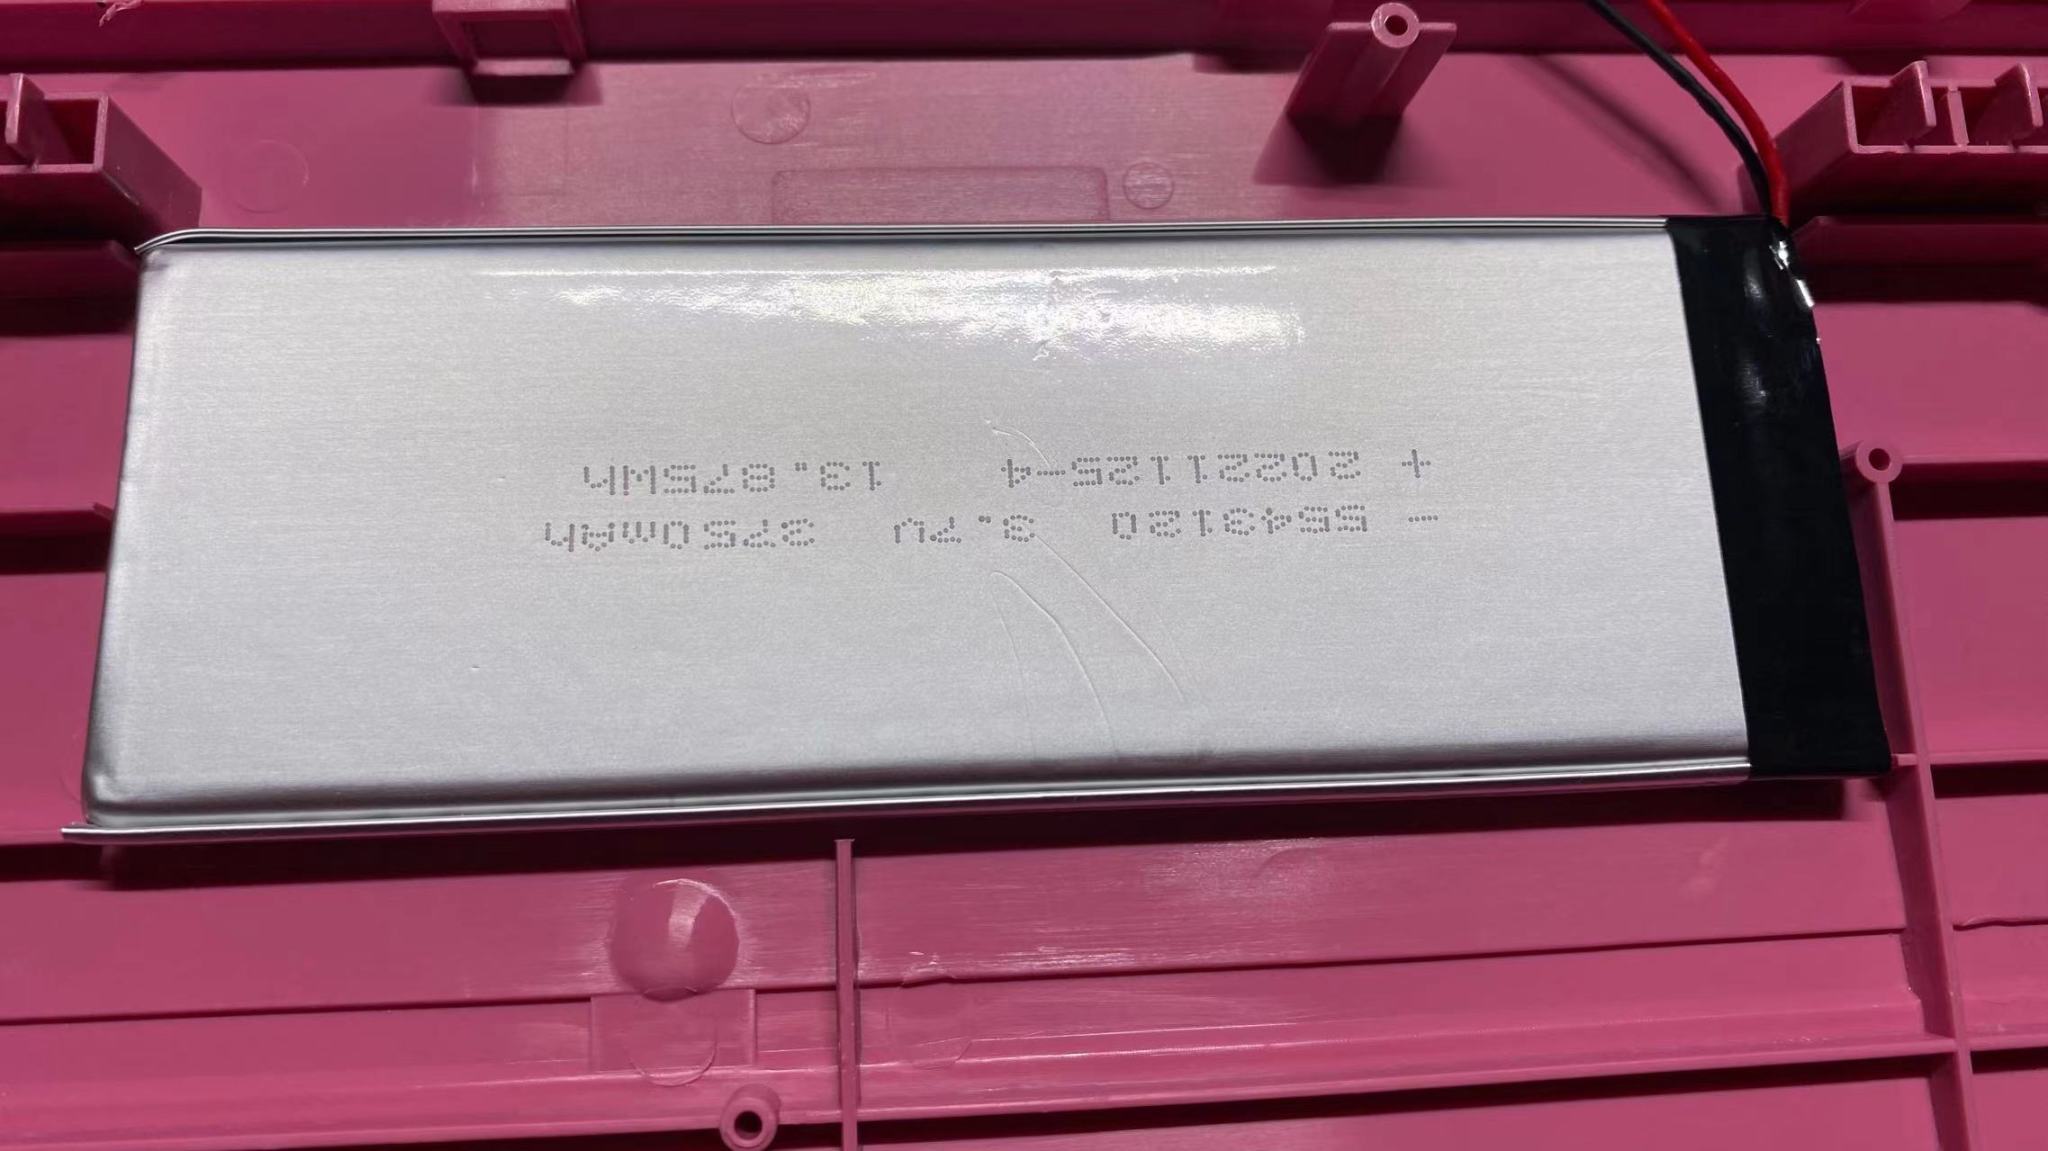 - 5543120 3.7V 3750mAh
+ 20221125-4 13.875Wh